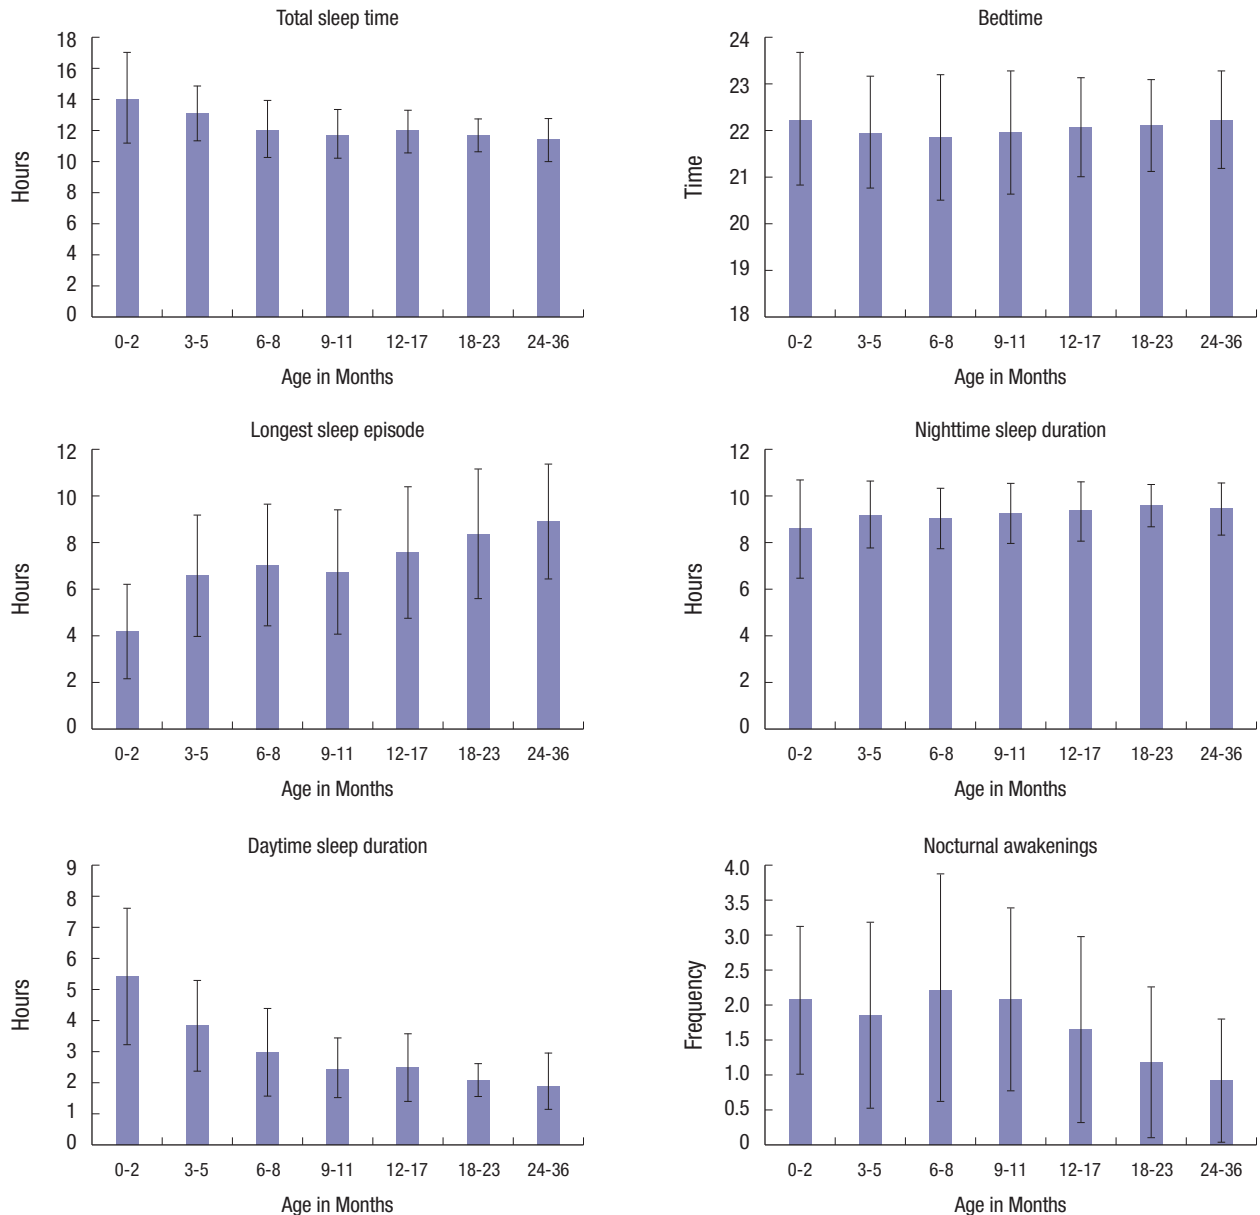 Total sleep time
18
16
14
12
10
8
6
4
2
0
Hours
0-2 3-5 6-8 9-11 12-17 18-23 24-36
Age in Months
Bedtime
24
23
22
21
20
19
18
Time
0-2 3-5 6-8 9-11 12-17 18-23 24-36
Age in Months
Longest sleep episode
12
10
8
6
4
2
0
Hours
0-2 3-5 6-8 9-11 12-17 18-23 24-36
Age in Months
Nighttime sleep duration
12
10
8
6
4
2
0
Hours
0-2 3-5 6-8 9-11 12-17 18-23 24-36
Age in Months
Daytime sleep duration
9
8
7
6
5
4
3
2
1
0
Hours
0-2 3-5 6-8 9-11 12-17 18-23 24-36
Age in Months
Nocturnal awakenings
4.0
3.5
3.0
2.5
2.0
1.5
1.0
0.5
0
Frequency
0-2 3-5 6-8 9-11 12-17 18-23 24-36
Age in Months